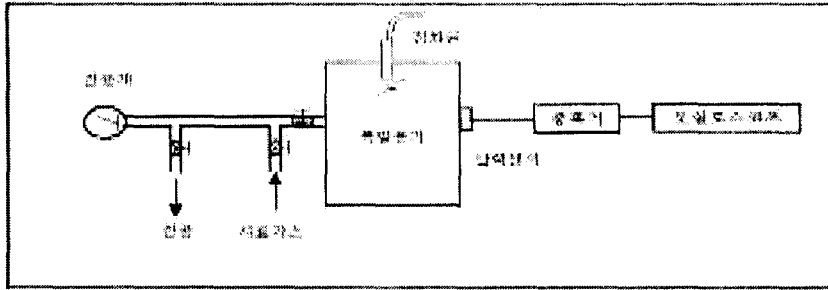 점화원
진공계
폭발용기
증폭기
오실로스코프
압력센서
진공
시료가스